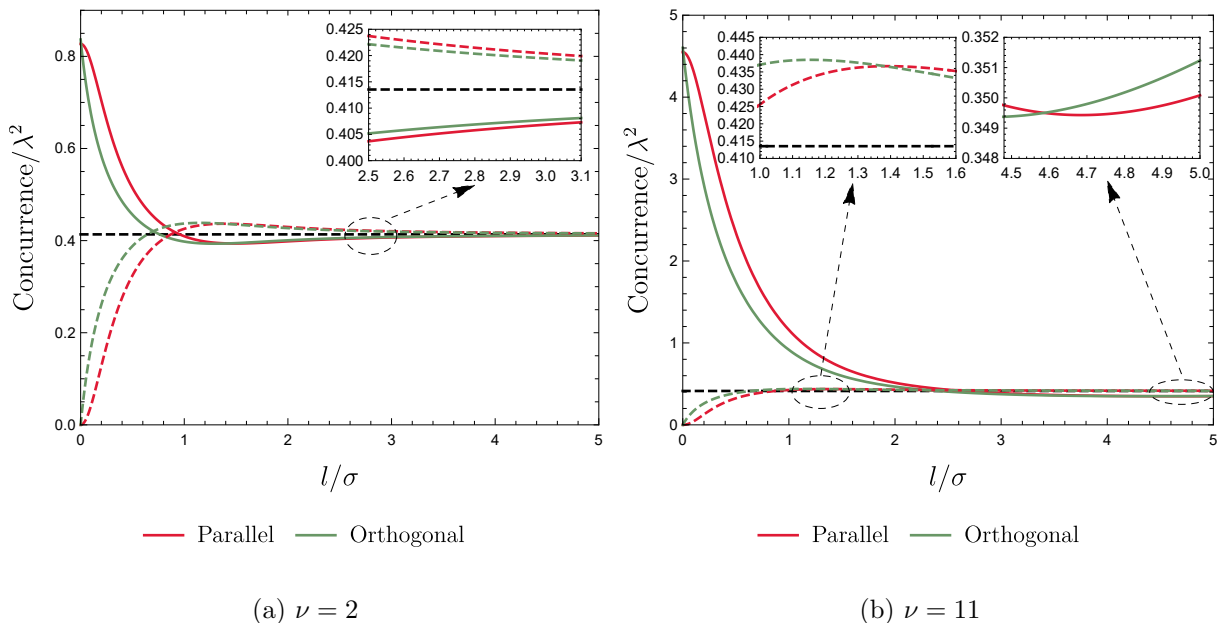 Concurrence/λ²
0.8
0.6
0.4
0.2
0.0
0 1 2 3 4 5
l/σ
0.425
0.420
0.415
0.410
0.405
0.400
2.5 2.6 2.7 2.8 2.9 3.0 3.1
Parallel Orthogonal
(a) ν = 2
Concurrence/λ²
5
4
3
2
1
0
0 1 2 3 4 5
l/σ
0.445
0.440
0.435
0.430
0.425
0.420
0.415
0.410
1.0 1.1 1.2 1.3 1.4 1.5 1.6
0.352
0.351
0.350
0.349
0.348
4.5 4.6 4.7 4.8 4.9 5.0
Parallel Orthogonal
(b) ν = 11